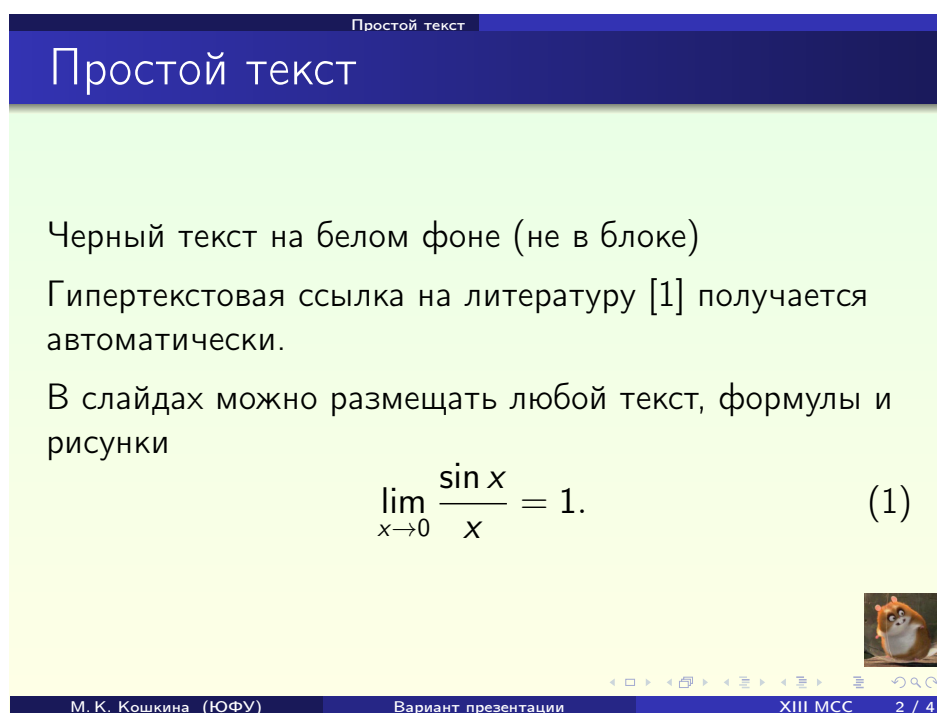 Простой текст
Простой текст
Черный текст на белом фоне (не в блоке)
Гипертекстовая ссылка на литературу [1] получается
автоматически.
В слайдах можно размещать любой текст, формулы и
рисунки
lim x→0 sin x / x = 1. (1)
М. К. Кошкина (ЮФУ) Вариант презентации XIII МСС 2 / 4